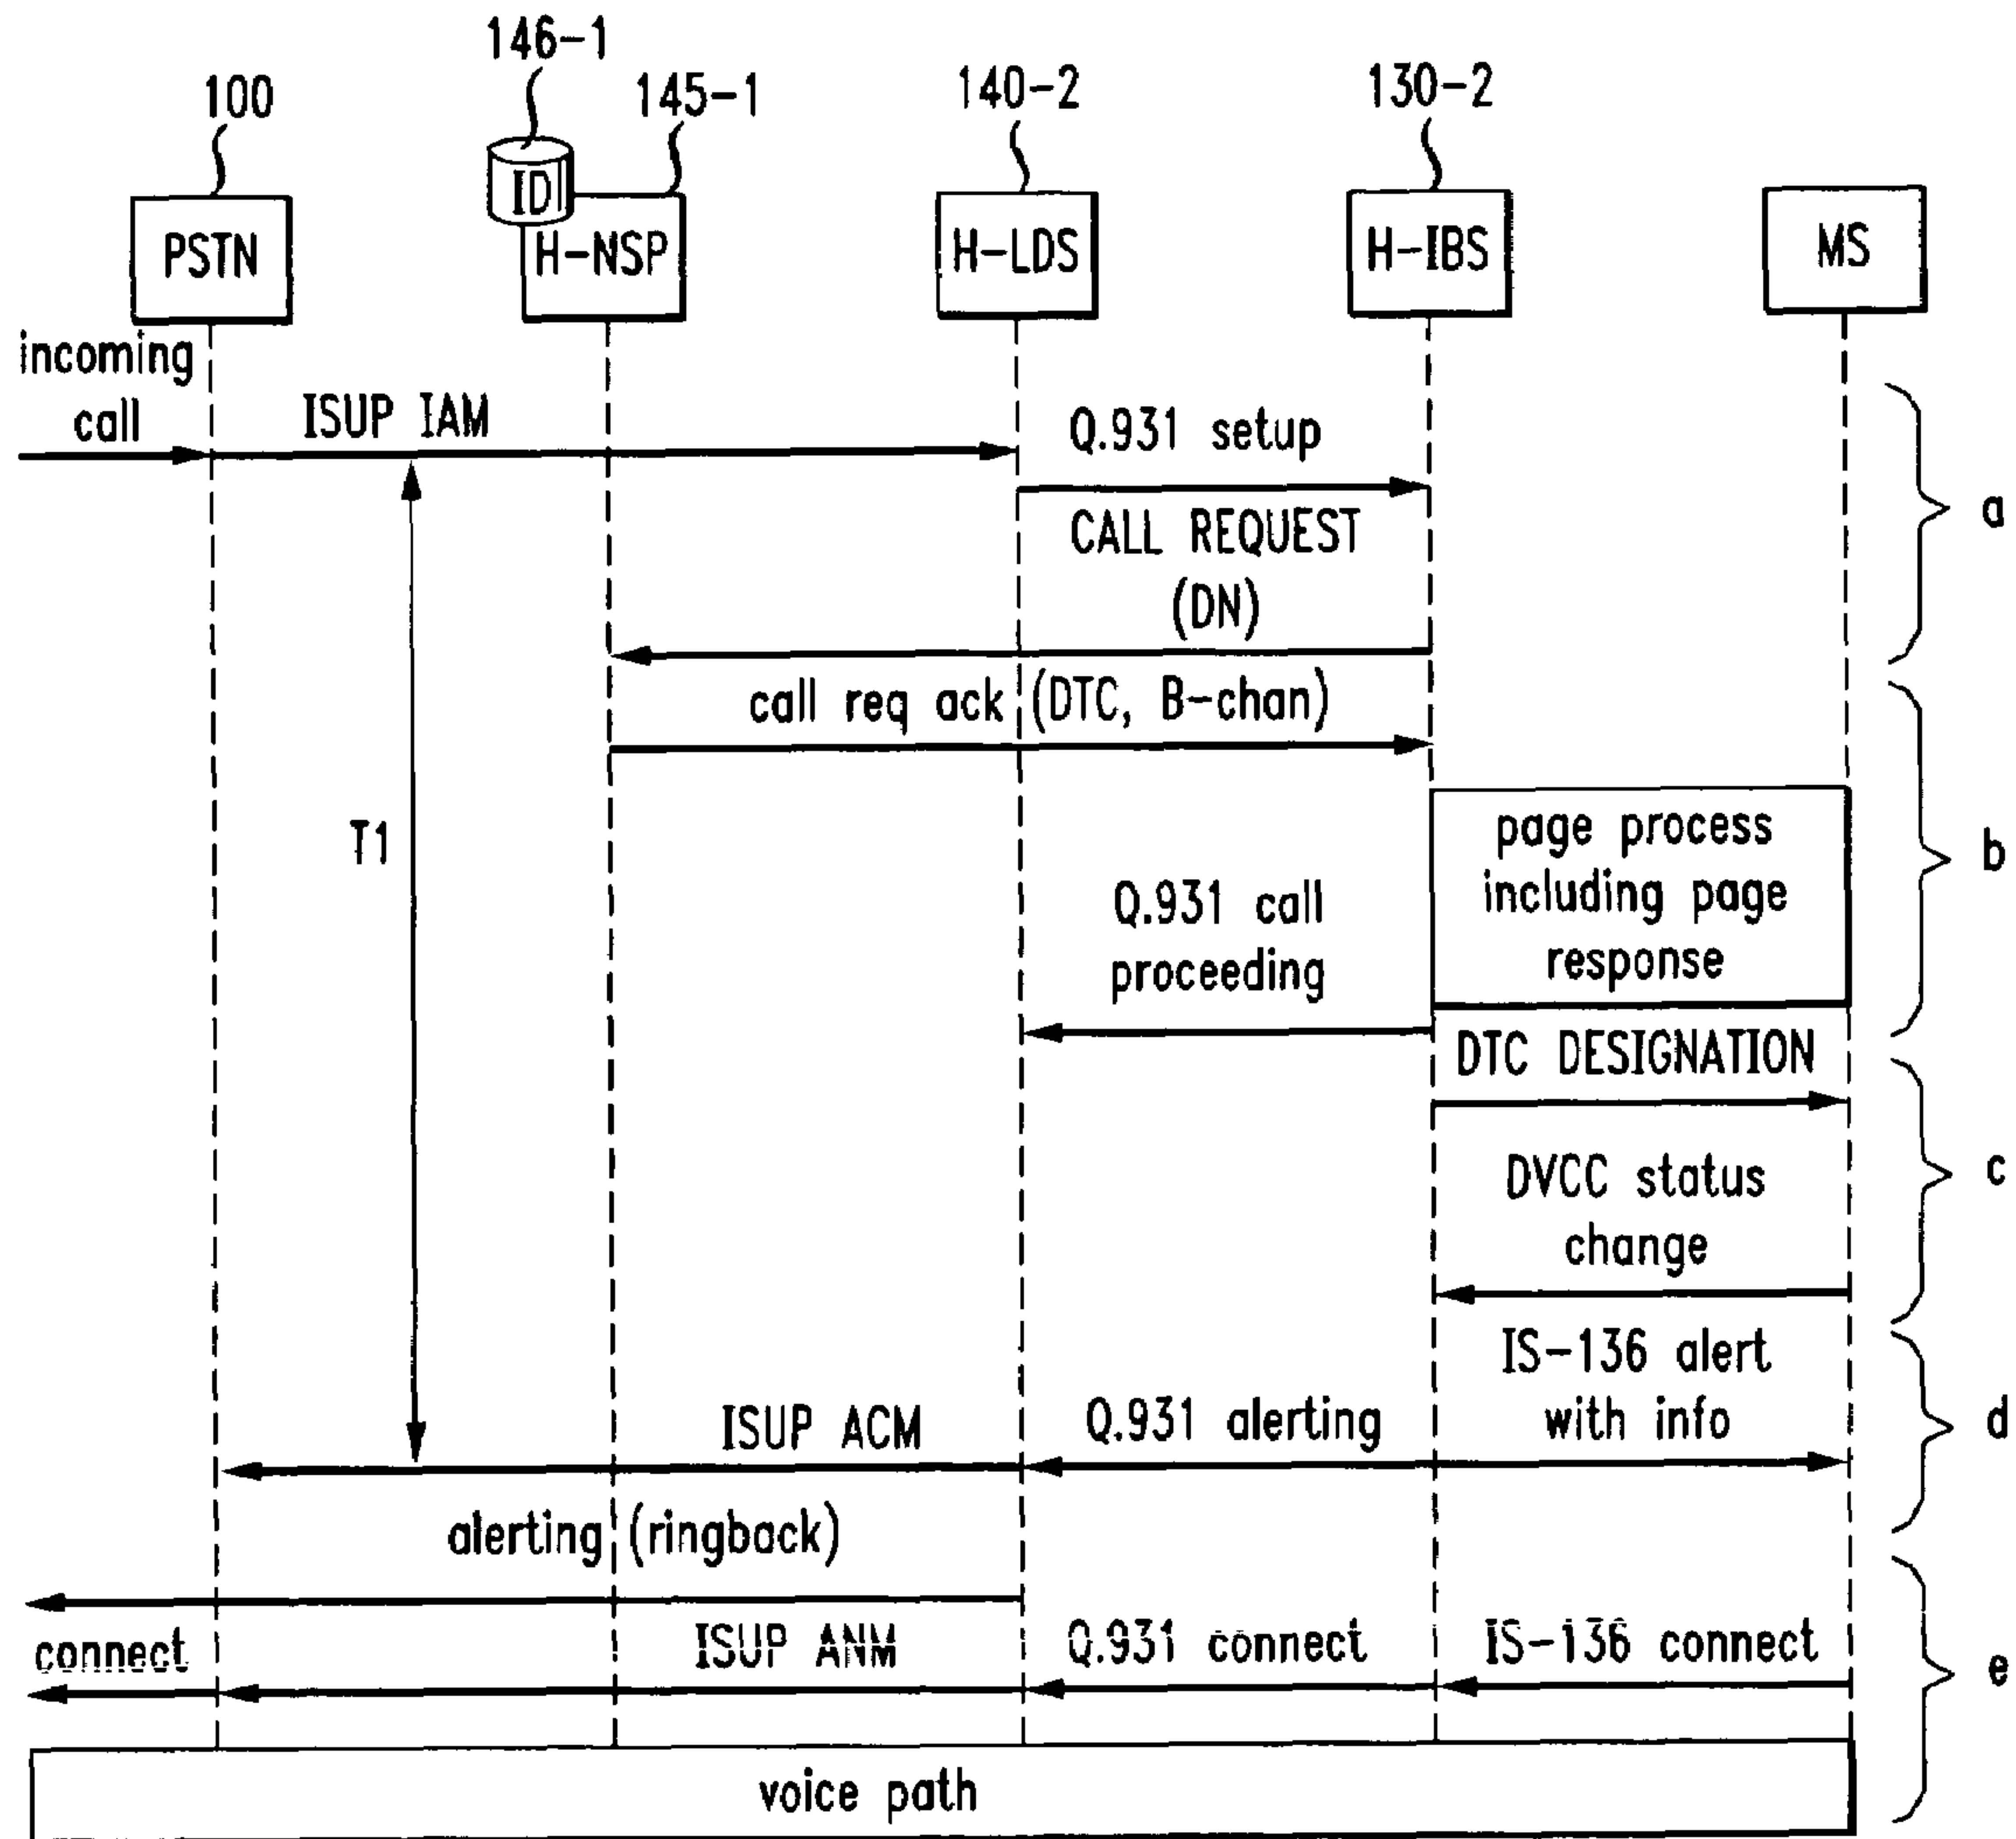 146-1
100
145-1
140-2
130-2
ID
PSTN
H-NSP
H-LDS
H-IBS
MS
incoming
call
ISUP IAM
Q.931 setup
CALL REQUEST
(DN)
a
call req ack (DTC, B-chan)
T1
page process
including page
response
b
Q.931 call
proceeding
DTC DESIGNATION
DVCC status
change
c
IS-136 alert
with info
ISUP ACM
Q.931 alerting
d
alerting (ringback)
connect
ISUP ANM
Q.931 connect
IS-136 connect
e
voice path